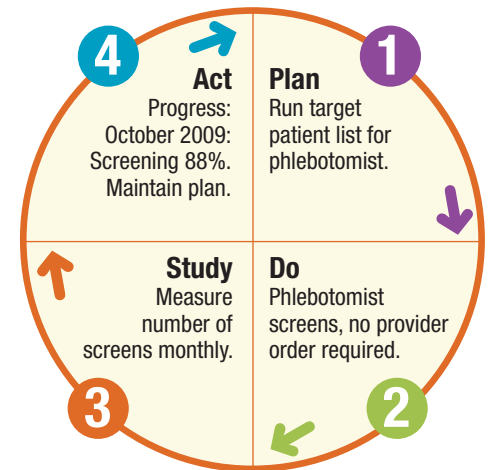 1
Plan
Run target
patient list for
phlebotomist.
2
Do
Phlebotomist
screens, no provider
order required.
3
Study
Measure
number of
screens monthly.
4
Act
Progress:
October 2009:
Screening 88%.
Maintain plan.